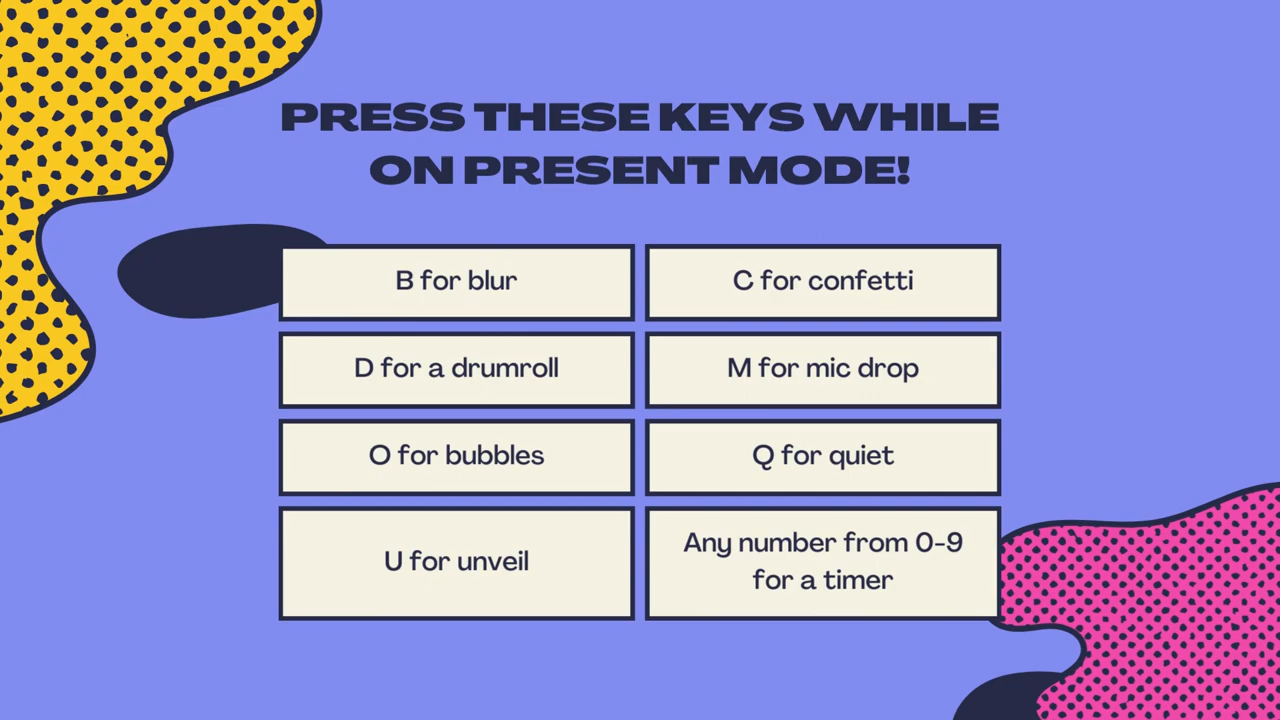 PRESS THESE KEYS WHILE
ON PRESENT MODE!
B for blur
C for confetti
D for a drumroll
M for mic drop
O for bubbles
Q for quiet
U for unveil
Any number from 0-9
for a timer